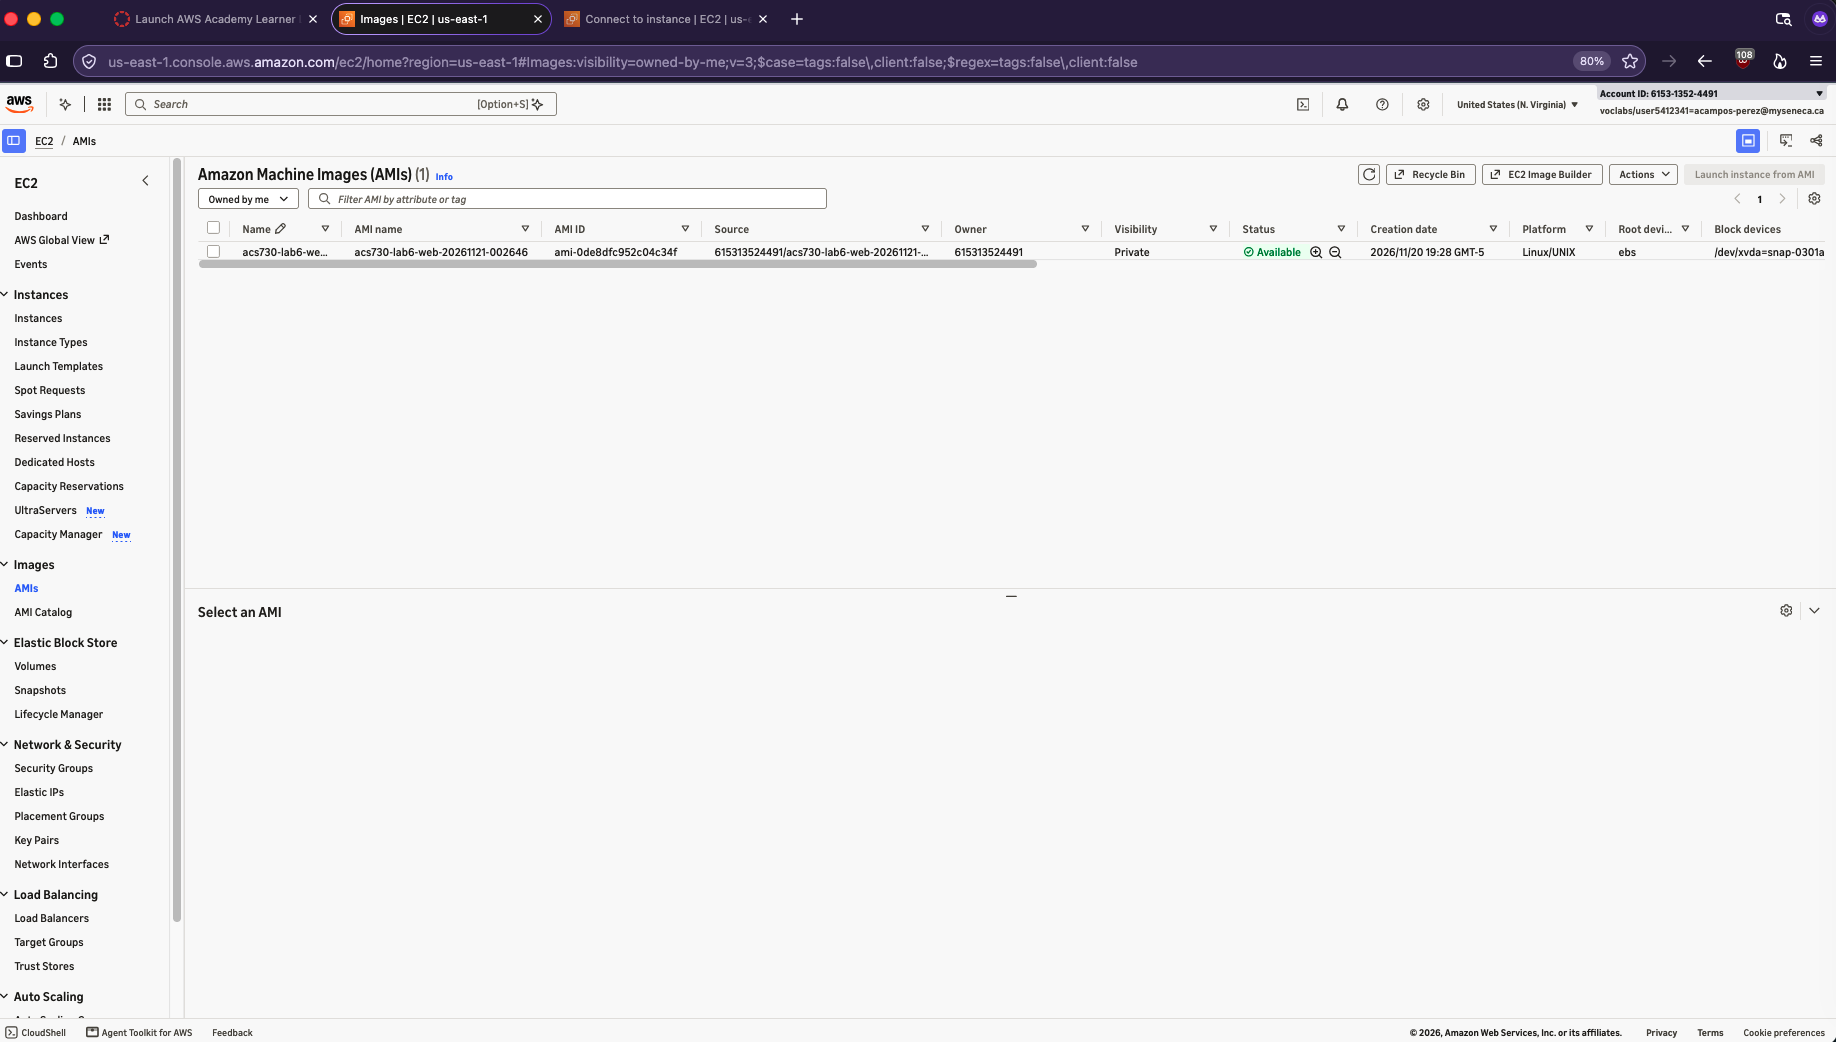 Launch AWS Academy Learner
Images | EC2 | us-east-1
Connect to instance | EC2 | us-
108
us-east-1.console.aws.amazon.com/ec2/home?region=us-east-1#Images:visibility=owned-by-me;v=3;$case=tags:false\,client:false;$regex=tags:false\,client:false
80%
aws
Search
[Option+S]
United States (N. Virginia)
Account ID: 6153-1352-4491
voclabs/user5412341=acampos-perez@myseneca.ca
EC2 / AMIs
EC2
Dashboard
AWS Global View
Events
Instances
Instances
Instance Types
Launch Templates
Spot Requests
Savings Plans
Reserved Instances
Dedicated Hosts
Capacity Reservations
UltraServers New
Capacity Manager New
Images
AMIs
AMI Catalog
Elastic Block Store
Volumes
Snapshots
Lifecycle Manager
Network & Security
Security Groups
Elastic IPs
Placement Groups
Key Pairs
Network Interfaces
Load Balancing
Load Balancers
Target Groups
Trust Stores
Auto Scaling
Amazon Machine Images (AMIs) (1) Info
Recycle Bin
EC2 Image Builder
Actions
Launch instance from AMI
Owned by me
Filter AMI by attribute or tag
1
Name AMI name AMI ID Source Owner Visibility Status Creation date Platform Root devi... Block devices
acs730-lab6-we... acs730-lab6-web-20261121-002646 ami-0de8dfc952c04c34f 615313524491/acs730-lab6-web-20261121-... 615313524491 Private Available 2026/11/20 19:28 GMT-5 Linux/UNIX ebs /dev/xvda=snap-0301a
Select an AMI
CloudShell
Agent Toolkit for AWS
Feedback
© 2026, Amazon Web Services, Inc. or its affiliates.
Privacy
Terms
Cookie preferences